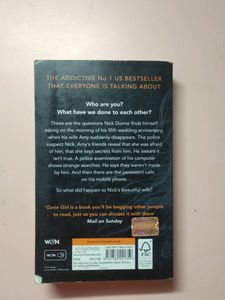 THE ADDICTIVE No.1 US BESTSELLER
THAT EVERYONE IS TALKING ABOUT
Who are you?
What have we done to each other?
These are the questions Nick Dunne finds himself
asking on the morning of his fifth wedding anniversary,
when his wife Amy suddenly disappears. The police
suspect Nick. Amy's friends reveal that she was afraid
of him, that she kept secrets from him. He swears it
isn't true. A police examination of his computer
shows strange searches. He says they weren't made
by him. And then there are the persistent calls
on his mobile phone.
So what did happen to Nick's beautiful wife?
'Gone Girl is a book you'll be begging other people
to read, just so you can discuss it with them'
Mail on Sunday
W&N
FSC